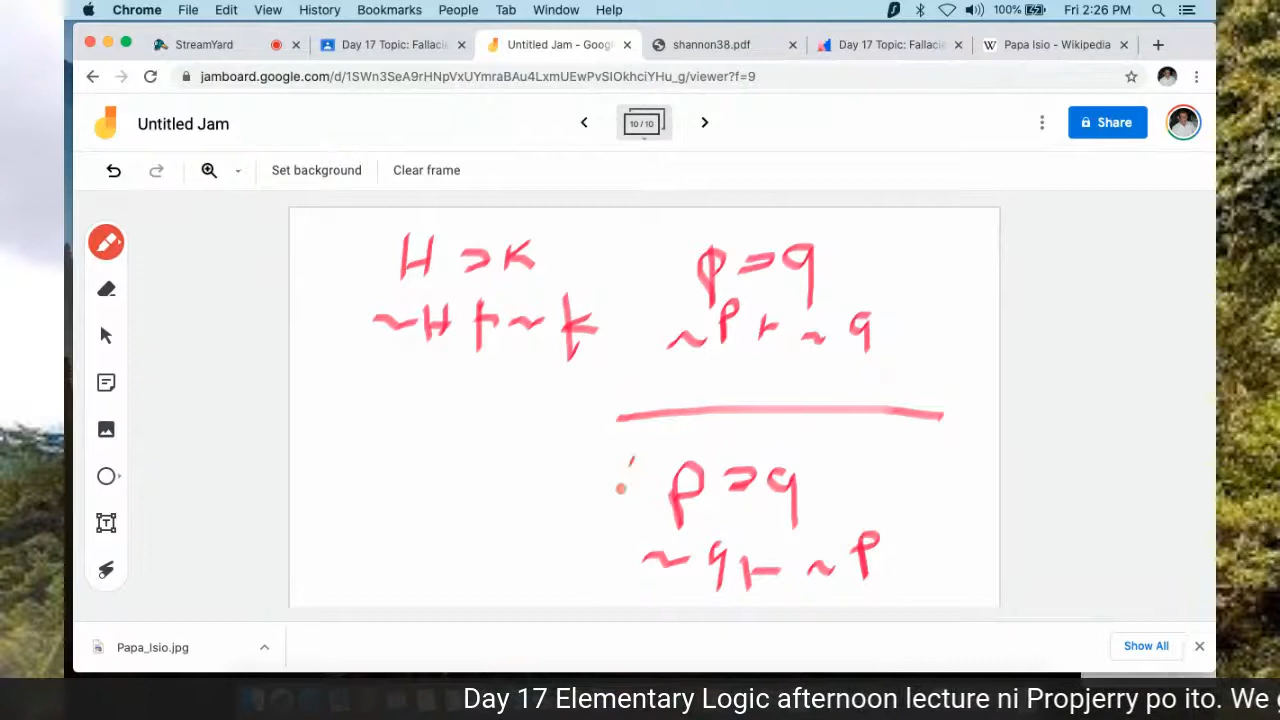 Chrome File Edit View History Bookmarks People Tab Window Help 100% Fri 2:26 PM
StreamYard Day 17 Topic: Fallacie Untitled Jam - Goog shannon38.pdf Day 17 Topic: Fallacie Papa Isio - Wikipedia
jamboard.google.com/d/1SWn3SeA9rHNpVxUYmraBAu4LxmUEwPvSIOkhciYHu_g/viewer?f=9
Untitled Jam 10 / 10 Share
Set background Clear frame
H ⊃ K
~H ⊢ ~K
p ⊃ q
~p ⊢ ~q
p ⊃ q
~q ⊢ ~p
Papa_Isio.jpg Show All
Day 17 Elementary Logic afternoon lecture ni Propjerry po ito. We g